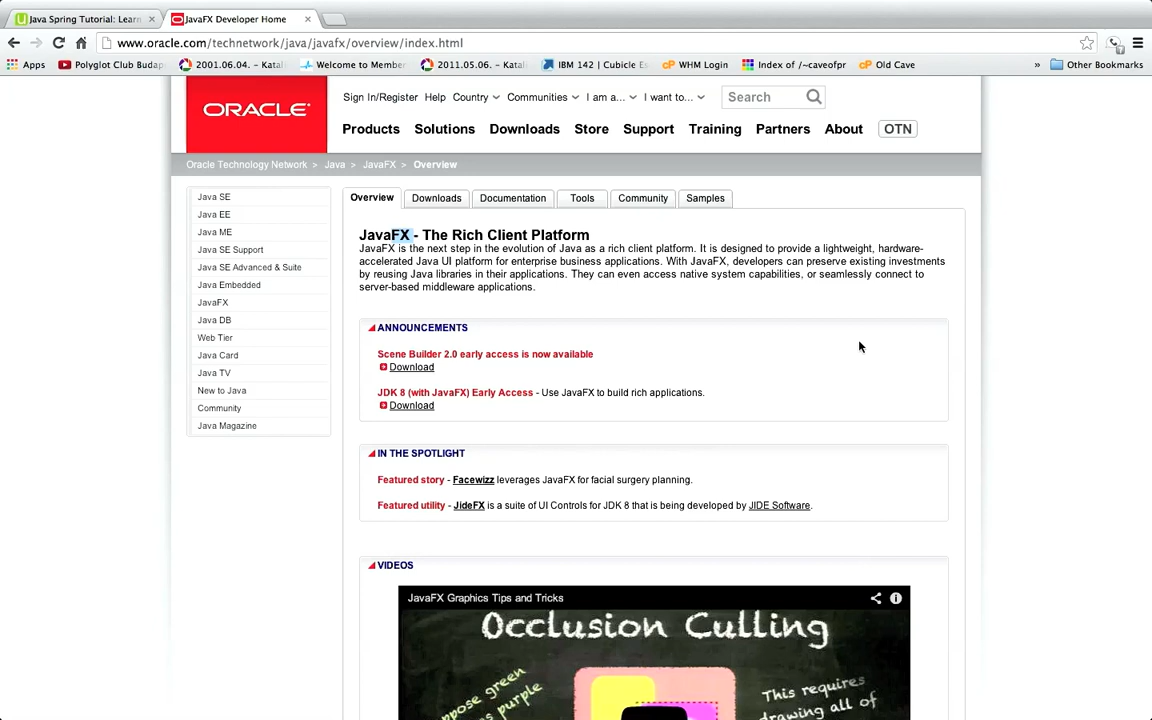 Java Spring Tutorial: Learn
JavaFX Developer Home
www.oracle.com/technetwork/java/javafx/overview/index.html
Apps
Polyglot Club Budap
2001.06.04. - Katali
Welcome to Member
2011.05.06. - Katali
IBM 142 | Cubicle Es
WHM Login
Index of /~caveofpr
Old Cave
»
Other Bookmarks
ORACLE
Sign In/Register Help Country Communities I am a... I want to... Search
Products Solutions Downloads Store Support Training Partners About OTN
Oracle Technology Network > Java > JavaFX > Overview
Java SE
Java EE
Java ME
Java SE Support
Java SE Advanced & Suite
Java Embedded
JavaFX
Java DB
Web Tier
Java Card
Java TV
New to Java
Community
Java Magazine
Overview Downloads Documentation Tools Community Samples
JavaFX - The Rich Client Platform
JavaFX is the next step in the evolution of Java as a rich client platform. It is designed to provide a lightweight, hardware-
accelerated Java UI platform for enterprise business applications. With JavaFX, developers can preserve existing investments
by reusing Java libraries in their applications. They can even access native system capabilities, or seamlessly connect to
server-based middleware applications.
ANNOUNCEMENTS
Scene Builder 2.0 early access is now available
Download
JDK 8 (with JavaFX) Early Access - Use JavaFX to build rich applications.
Download
IN THE SPOTLIGHT
Featured story - Facewizz leverages JavaFX for facial surgery planning.
Featured utility - JideFX is a suite of UI Controls for JDK 8 that is being developed by JIDE Software.
VIDEOS
JavaFX Graphics Tips and Tricks
Occlusion Culling
ppose green
s purple
This requires
drawing all of